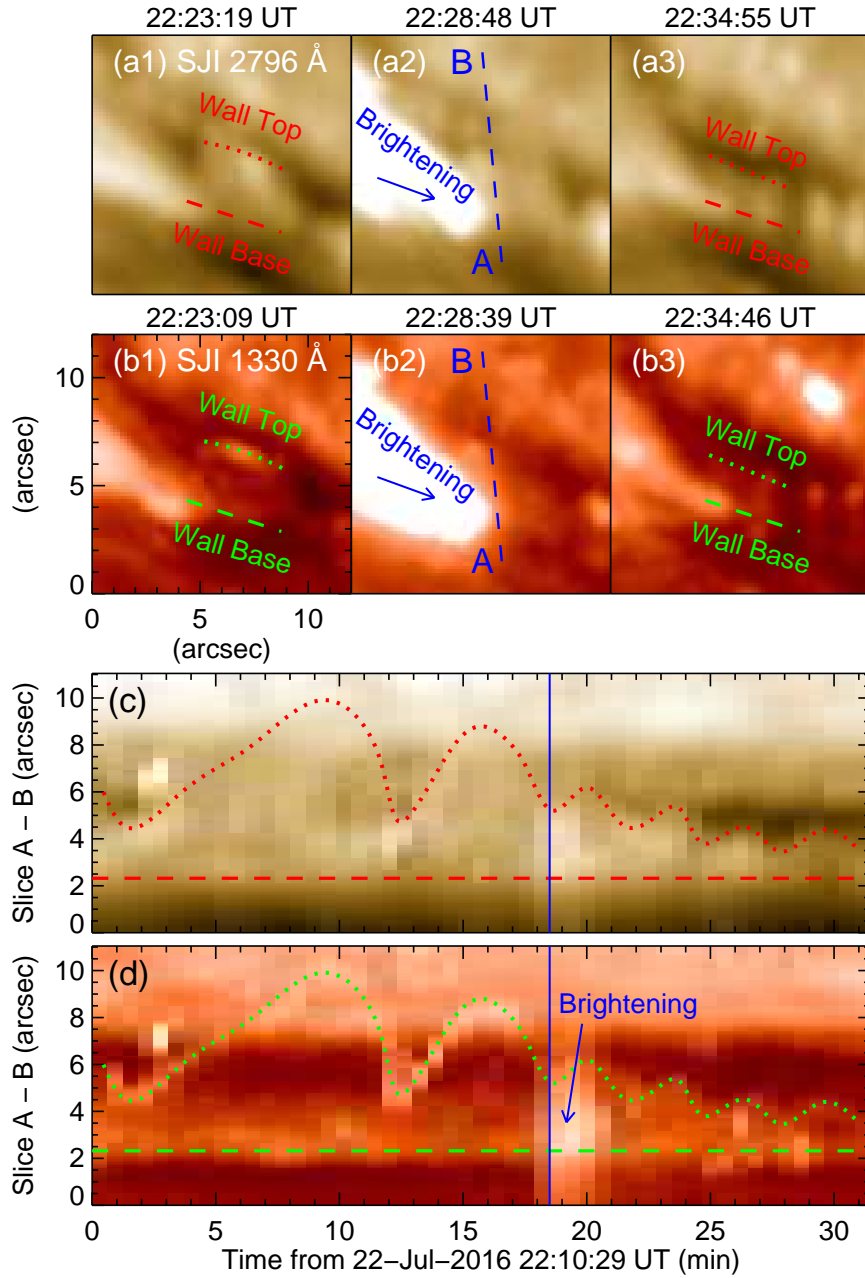 22:23:19 UT 22:28:48 UT 22:34:55 UT
(a1) SJI 2796 Å (a2) B (a3)
Wall Top Brightening Wall Top
Wall Base A Wall Base
22:23:09 UT 22:28:39 UT 22:34:46 UT
(b1) SJI 1330 Å (b2) B (b3)
Wall Top Brightening Wall Top
Wall Base A Wall Base
10
5
0
(arcsec)
0 5 10
(arcsec)
(c)
10
8
6
4
2
0
Slice A − B (arcsec)
(d)
Brightening
10
8
6
4
2
0
Slice A − B (arcsec)
0 5 10 15 20 25 30
Time from 22−Jul−2016 22:10:29 UT (min)